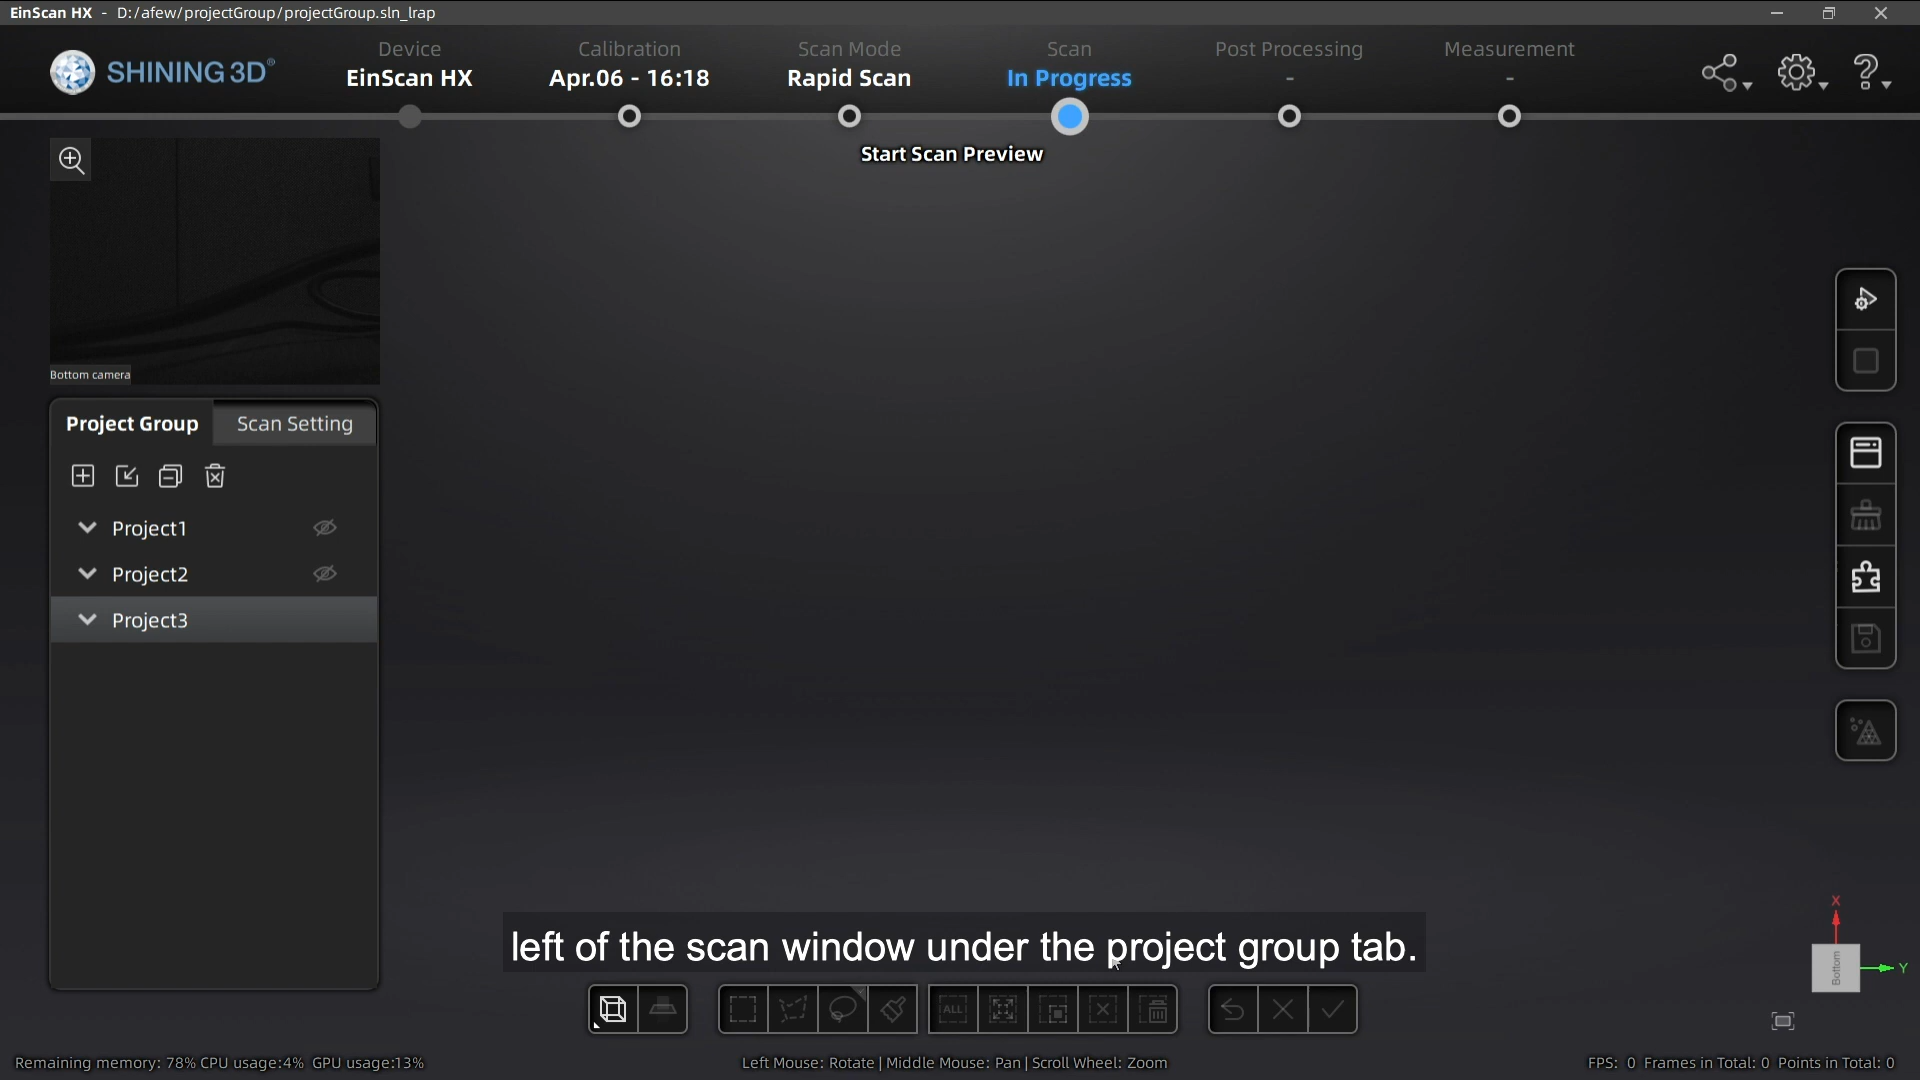 EinScan HX - D:/afew/projectGroup/projectGroup.sln_lrap
SHINING 3D®
Device
EinScan HX
Calibration
Apr.06 - 16:18
Scan Mode
Rapid Scan
Scan
In Progress
Post Processing
-
Measurement
-
Start Scan Preview
Bottom camera
Project Group
Scan Setting
Project1
Project2
Project3
left of the scan window under the project group tab.
ALL
X
Bottom
Y
Remaining memory: 78% CPU usage:4% GPU usage:13%
Left Mouse: Rotate | Middle Mouse: Pan | Scroll Wheel: Zoom
FPS: 0 Frames in Total: 0 Points in Total: 0